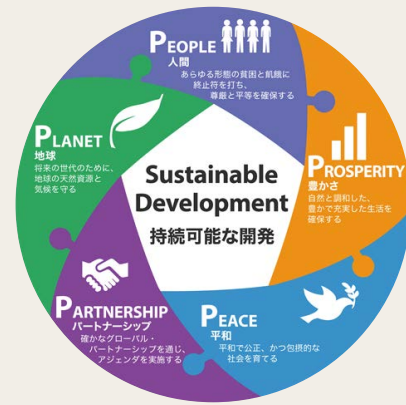 PEOPLE
人間
あらゆる形態の貧困と飢餓に
終止符を打ち、
尊厳と平等を確保する
PROSPERITY
豊かさ
自然と調和した、
豊かで充実した生活を
確保する
PEACE
平和
平和で公正、かつ包摂的な
社会を育てる
PARTNERSHIP
パートナーシップ
確かなグローバル・
パートナーシップを通じ、
アジェンダを実施する
PLANET
地球
将来の世代のために、
地球の天然資源と
気候を守る
Sustainable
Development
持続可能な開発